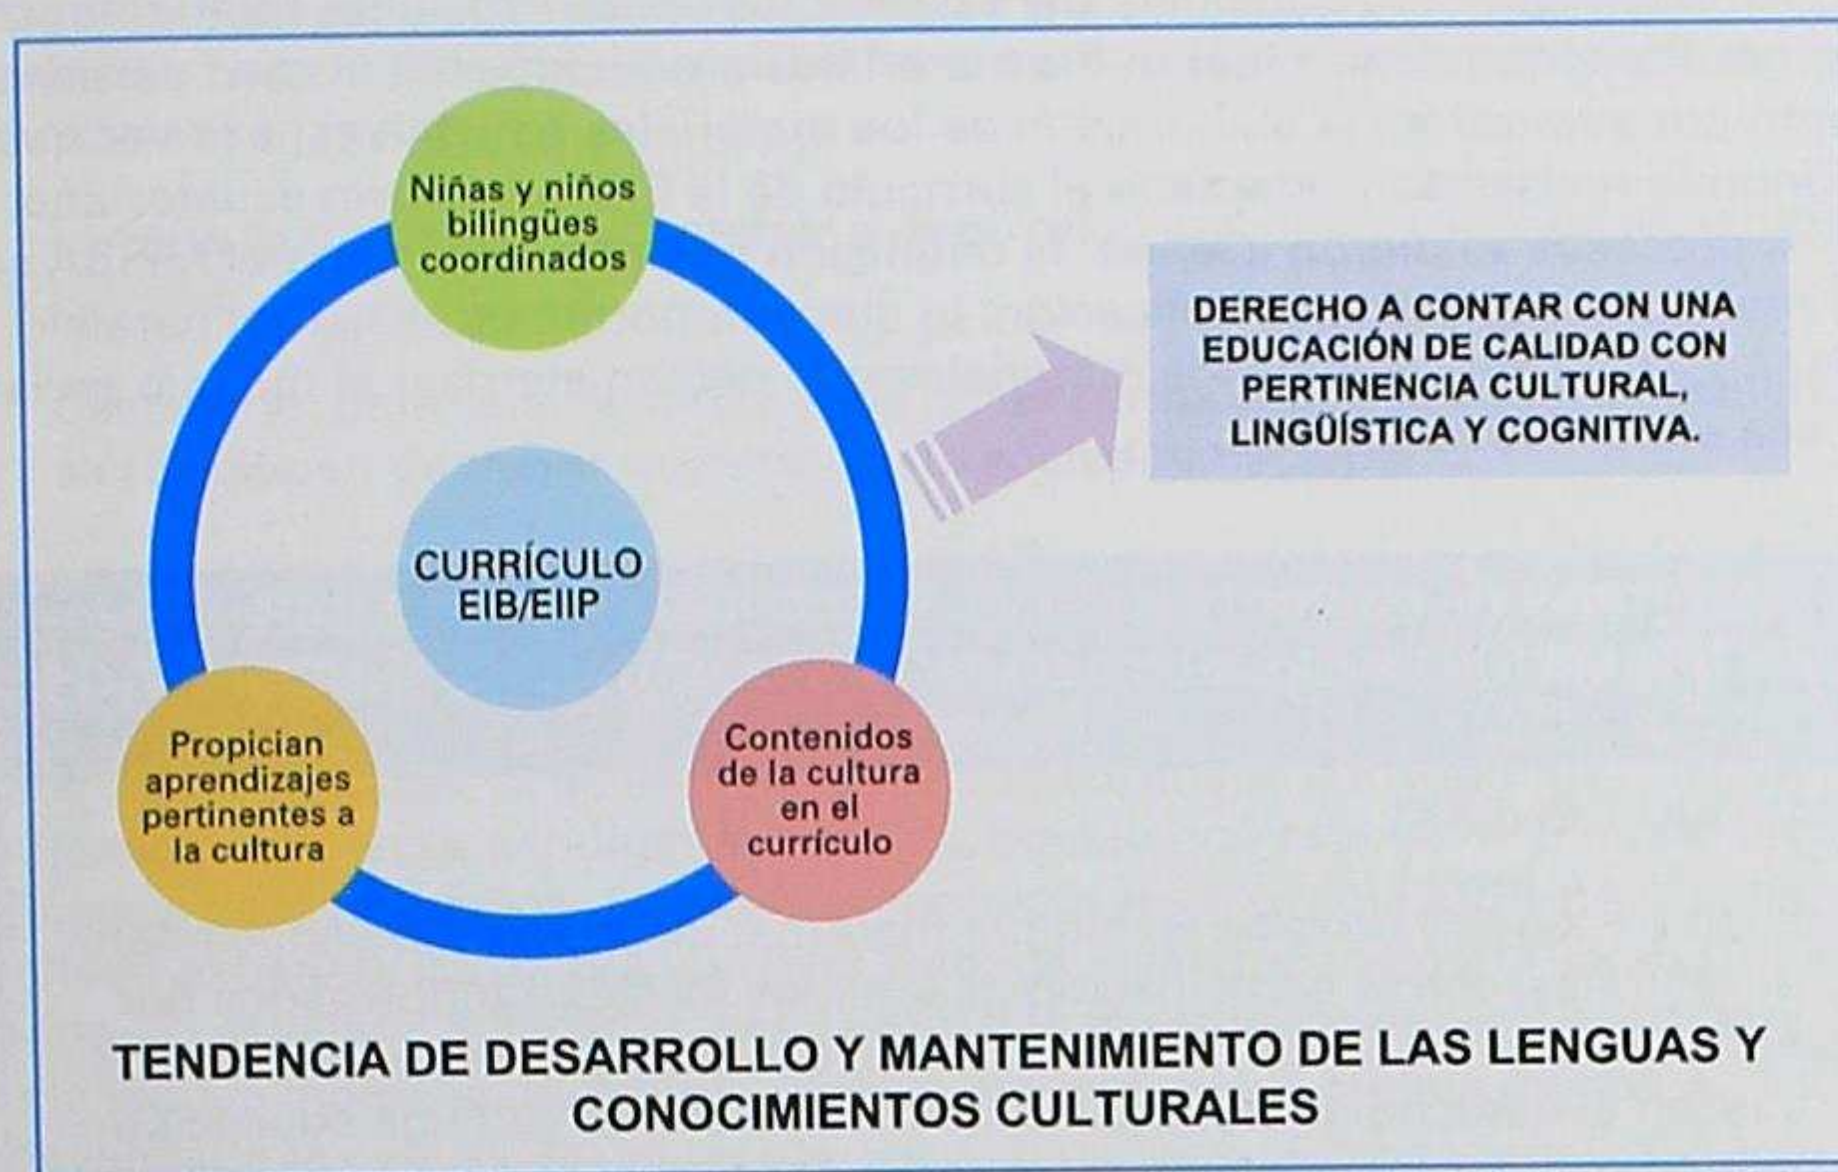 Niñas y niños
bilingües
coordinados
DERECHO A CONTAR CON UNA
EDUCACIÓN DE CALIDAD CON
PERTINENCIA CULTURAL,
LINGÜÍSTICA Y COGNITIVA.
CURRÍCULO
EIB/EIIP
Propician
aprendizajes
pertinentes a
la cultura
Contenidos
de la cultura
en el
currículo
TENDENCIA DE DESARROLLO Y MANTENIMIENTO DE LAS LENGUAS Y
CONOCIMIENTOS CULTURALES